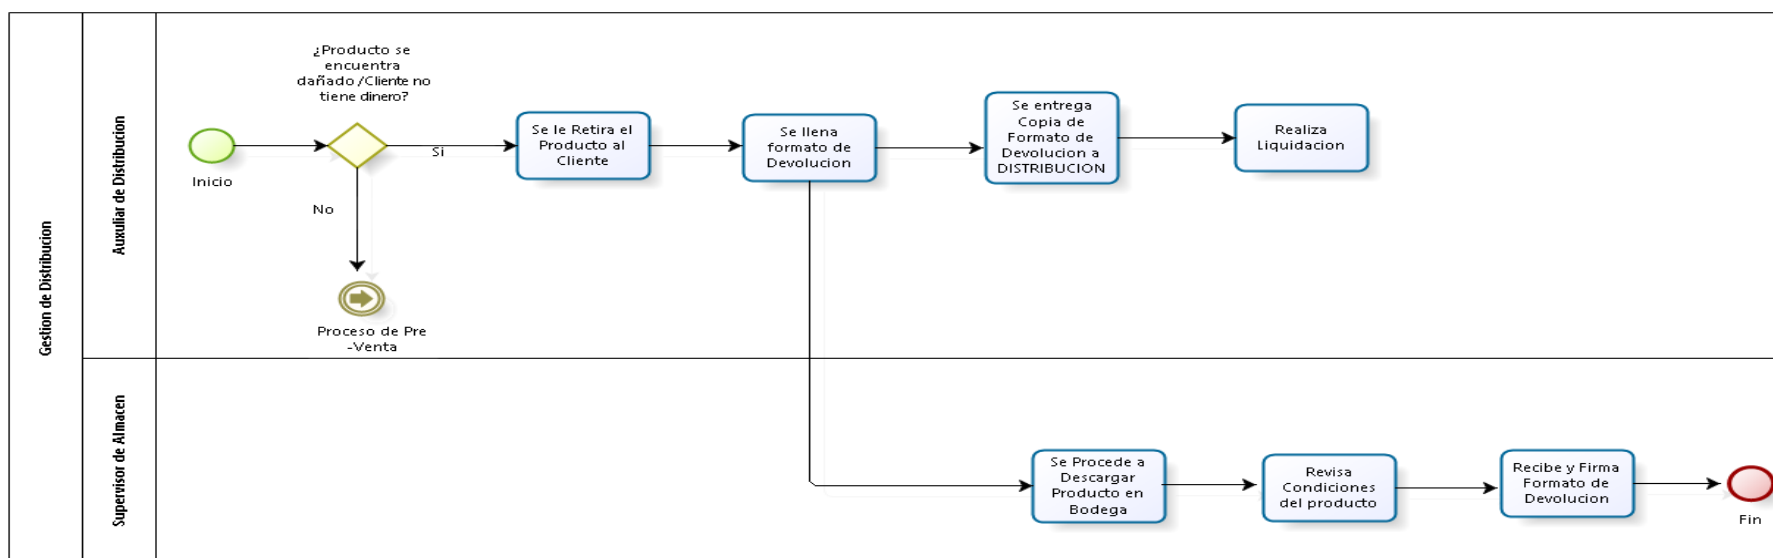 Gestion de Distribucion
Auxuliar de Distribucion
¿Producto se
encuentra
dañado /Cliente no
tiene dinero?
Inicio
Si
No
Proceso de Pre
-Venta
Se le Retira el
Producto al
Cliente
Se llena
formato de
Devolucion
Se entrega
Copia de
Formato de
Devolucion a
DISTRIBUCION
Realiza
Liquidacion
Supervisor de Almacen
Se Procede a
Descargar
Producto en
Bodega
Revisa
Condiciones
del producto
Recibe y Firma
Formato de
Devolucion
Fin